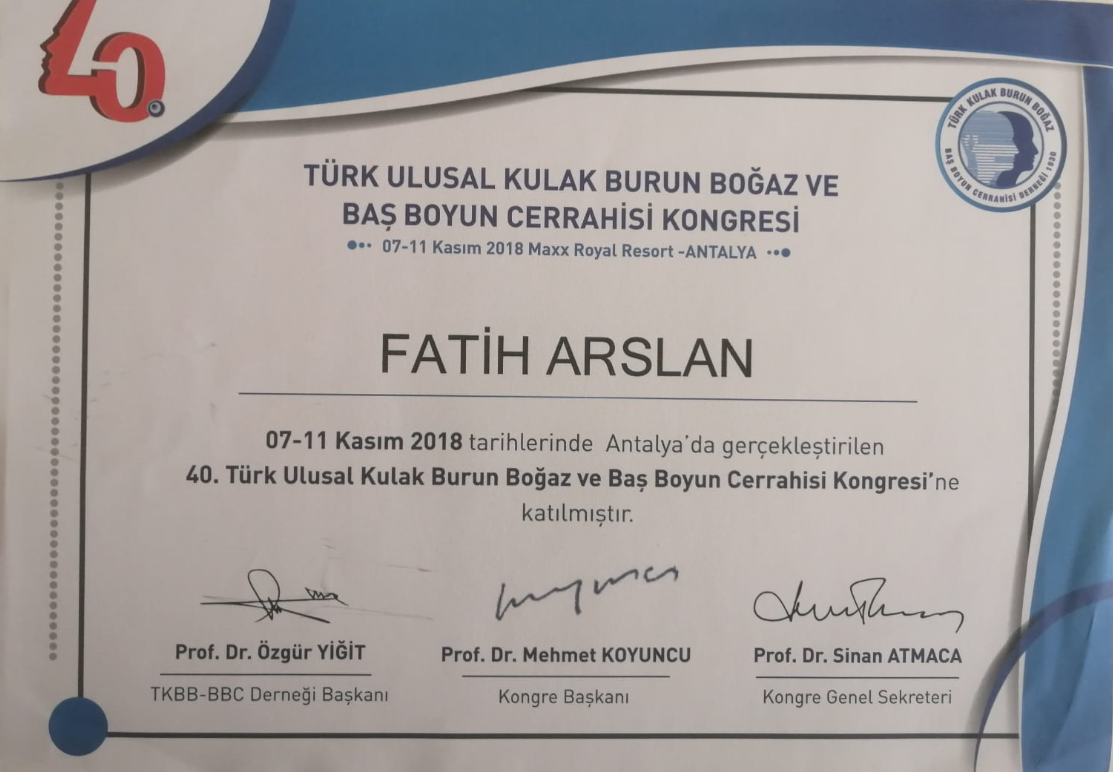 40.
TÜRK KULAK BURUN BOĞAZ
BAŞ BOYUN CERRAHİSİ DERNEĞİ 1930
TÜRK ULUSAL KULAK BURUN BOĞAZ VE
BAŞ BOYUN CERRAHİSİ KONGRESİ
07-11 Kasım 2018 Maxx Royal Resort -ANTALYA
FATİH ARSLAN
07-11 Kasım 2018 tarihlerinde Antalya'da gerçekleştirilen
40. Türk Ulusal Kulak Burun Boğaz ve Baş Boyun Cerrahisi Kongresi'ne
katılmıştır.
Prof. Dr. Özgür YİĞİT
TKBB-BBC Derneği Başkanı
Prof. Dr. Mehmet KOYUNCU
Kongre Başkanı
Prof. Dr. Sinan ATMACA
Kongre Genel Sekreteri